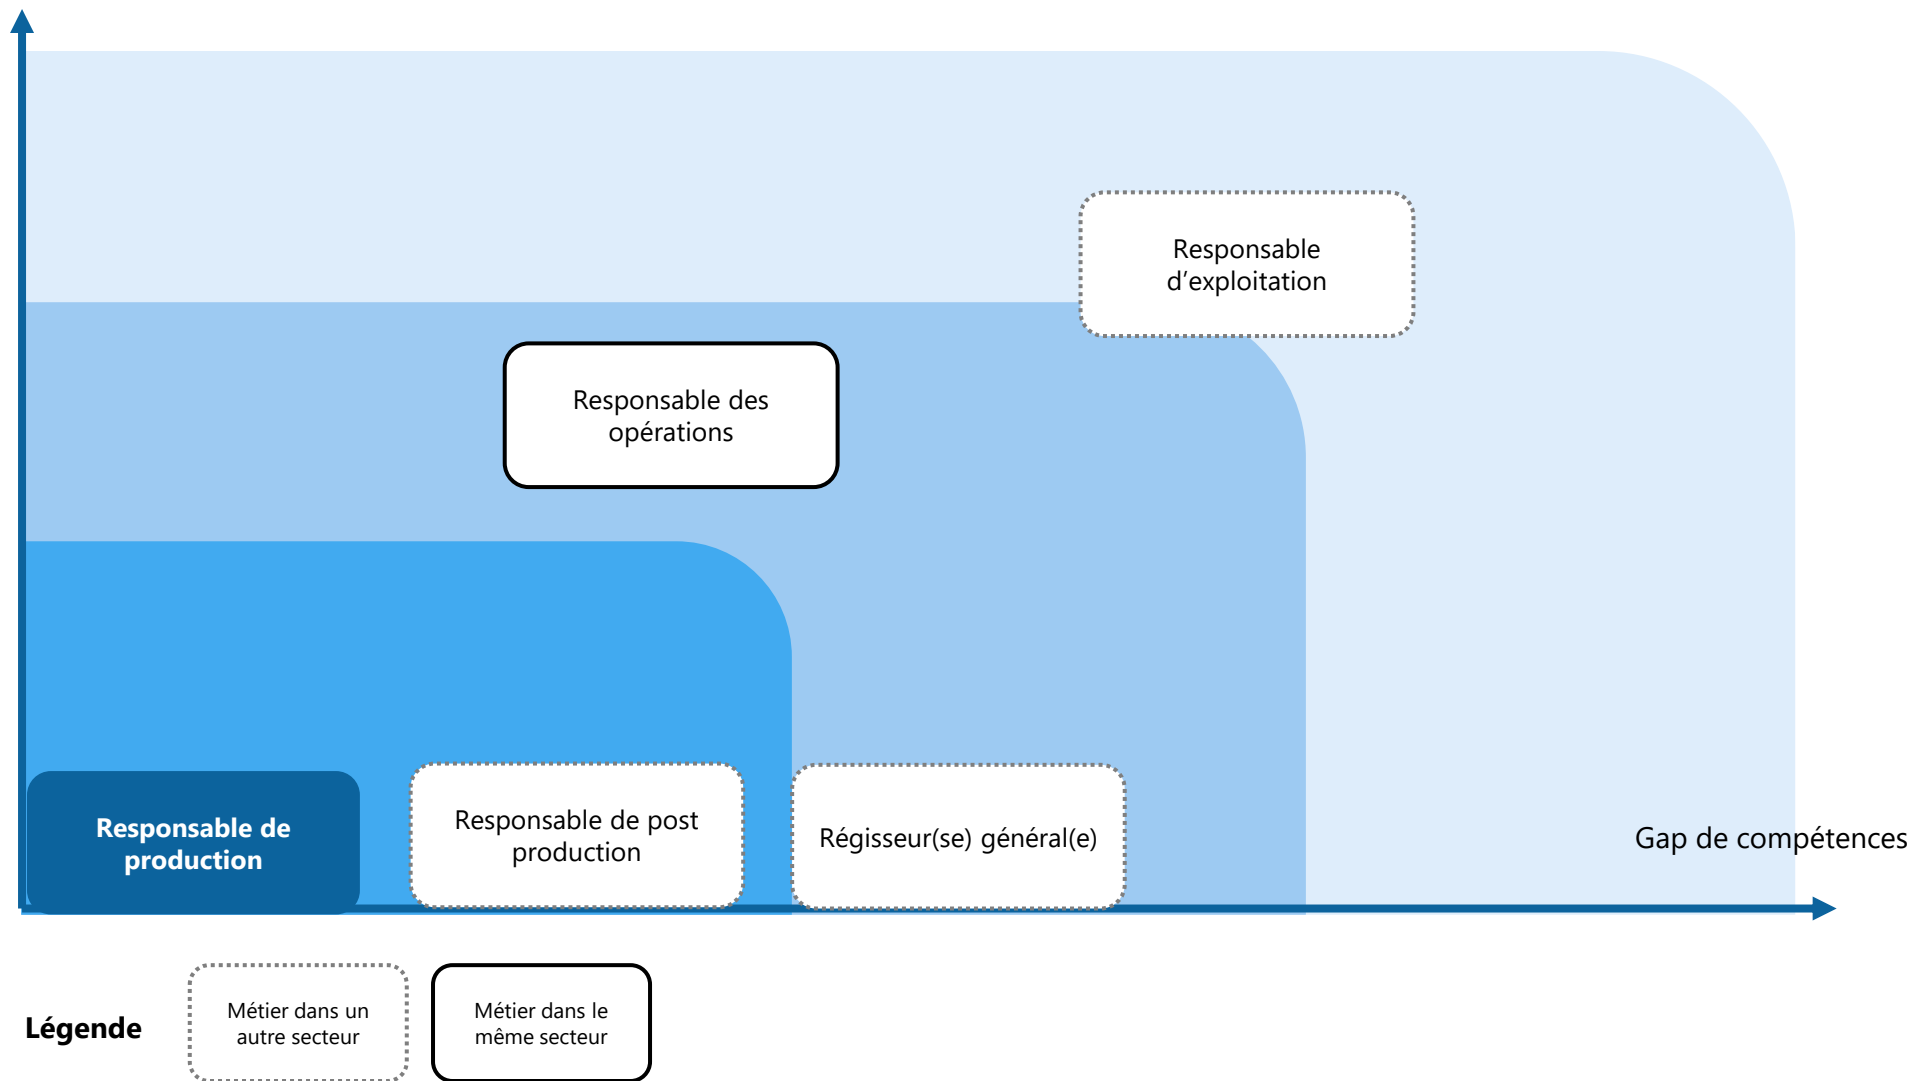 Responsable
d’exploitation
Responsable des
opérations
Responsable de
production
Responsable de post
production
Régisseur(se) général(e)
Gap de compétences
Légende
Métier dans un
autre secteur
Métier dans le
même secteur